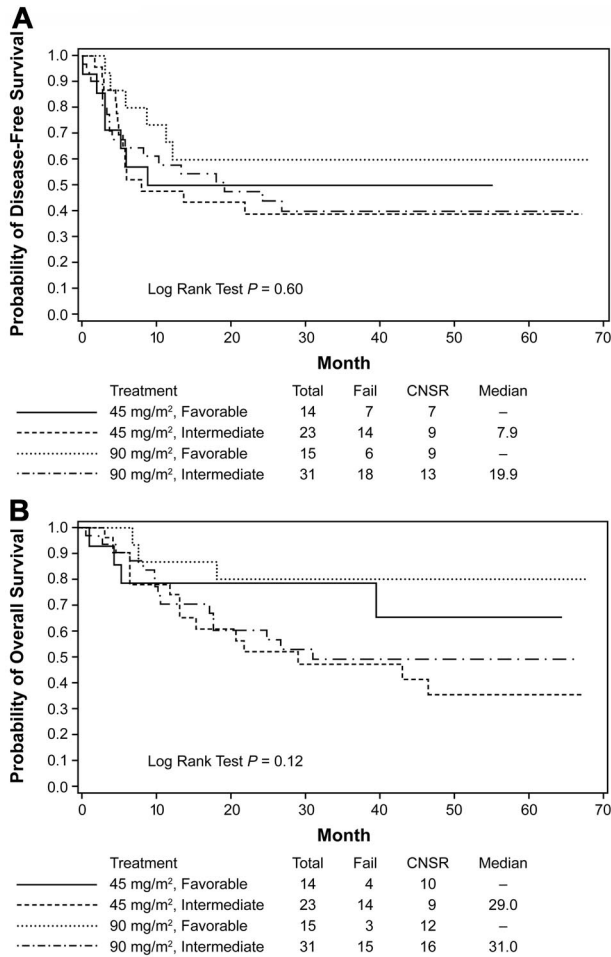 A
Probability of Disease-Free Survival
1.0
0.9
0.8
0.7
0.6
0.5
0.4
0.3
0.2
0.1
0.0
Log Rank Test P = 0.60
0 10 20 30 40 50 60 70
Month
Treatment Total Fail CNSR Median
45 mg/m², Favorable 14 7 7 –
45 mg/m², Intermediate 23 14 9 7.9
90 mg/m², Favorable 15 6 9 –
90 mg/m², Intermediate 31 18 13 19.9
B
Probability of Overall Survival
1.0
0.9
0.8
0.7
0.6
0.5
0.4
0.3
0.2
0.1
0.0
Log Rank Test P = 0.12
0 10 20 30 40 50 60 70
Month
Treatment Total Fail CNSR Median
45 mg/m², Favorable 14 4 10 –
45 mg/m², Intermediate 23 14 9 29.0
90 mg/m², Favorable 15 3 12 –
90 mg/m², Intermediate 31 15 16 31.0